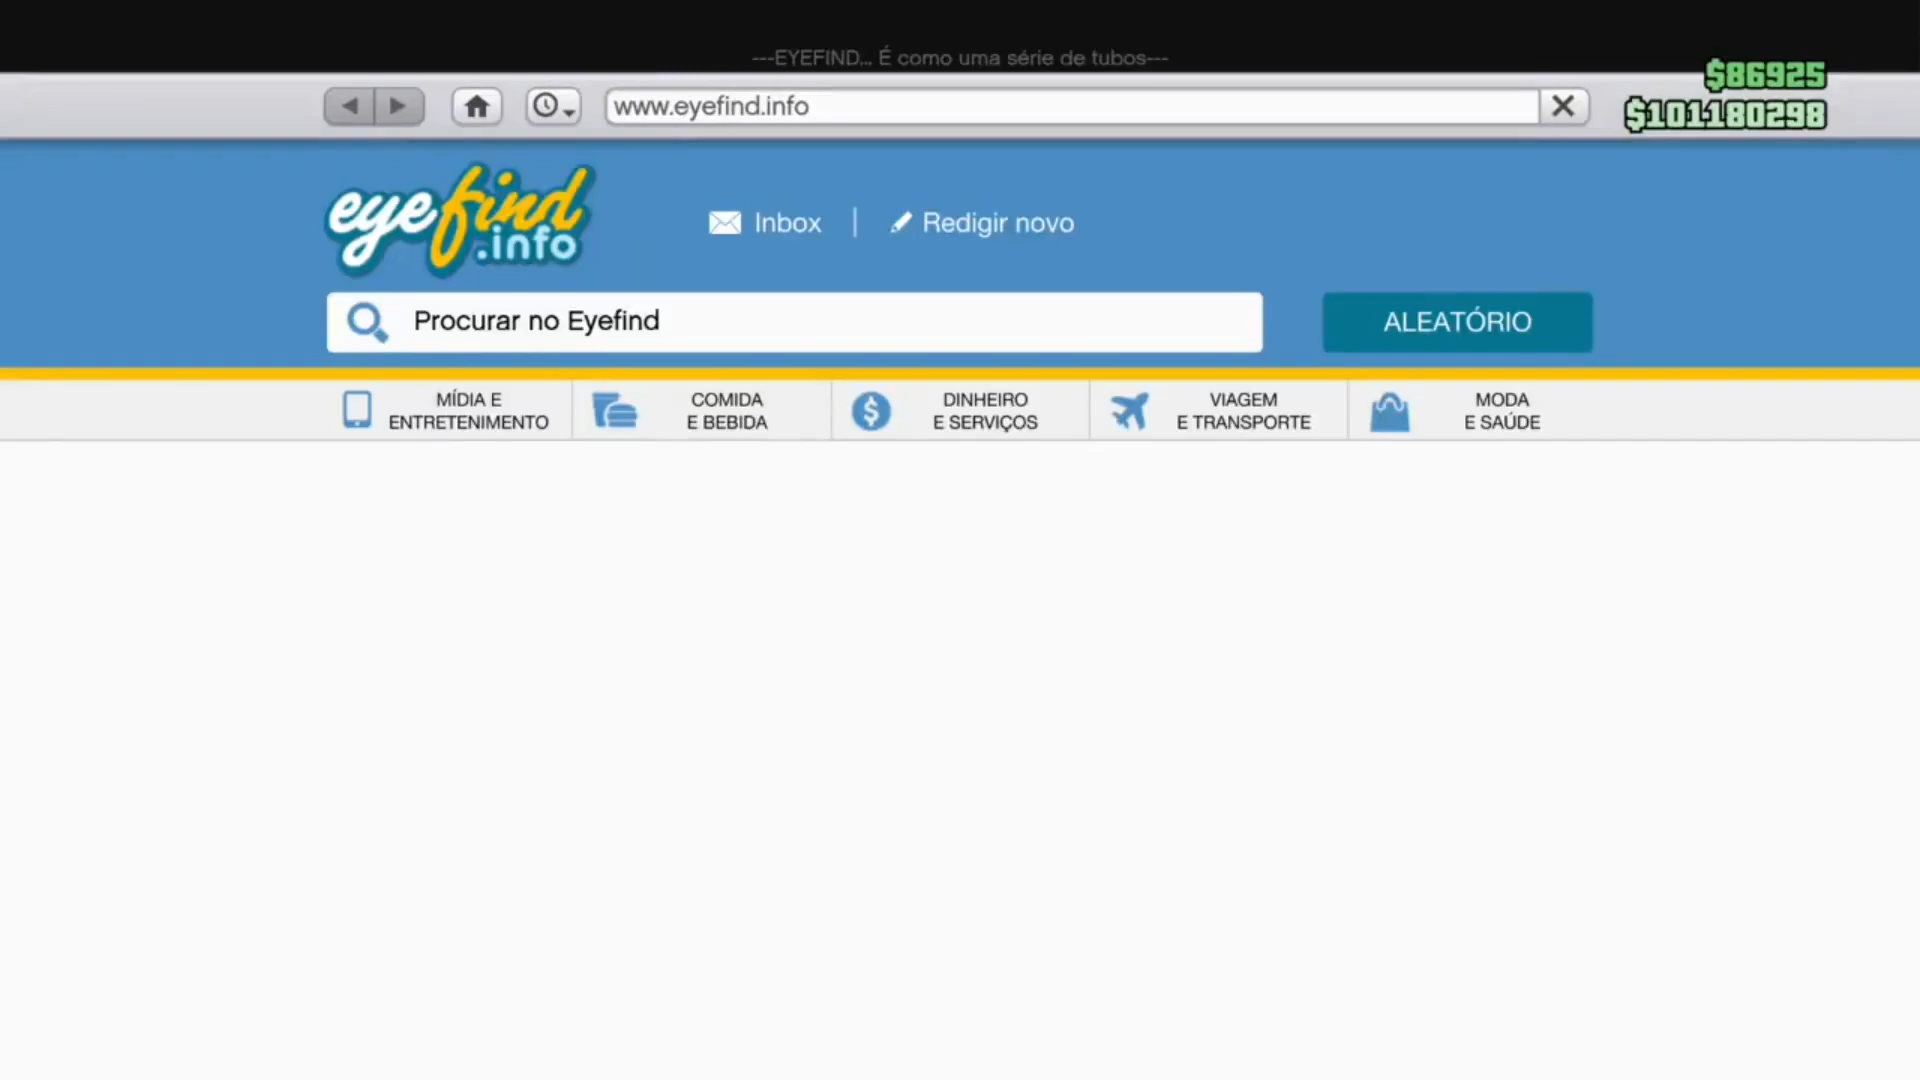 ---EYEFIND... É como uma série de tubos---
$86925
www.eyefind.info
$101180298
eyefind
.info
Inbox | Redigir novo
Procurar no Eyefind
ALEATÓRIO
MÍDIA E
ENTRETENIMENTO
COMIDA
E BEBIDA
DINHEIRO
E SERVIÇOS
VIAGEM
E TRANSPORTE
MODA
E SAÚDE